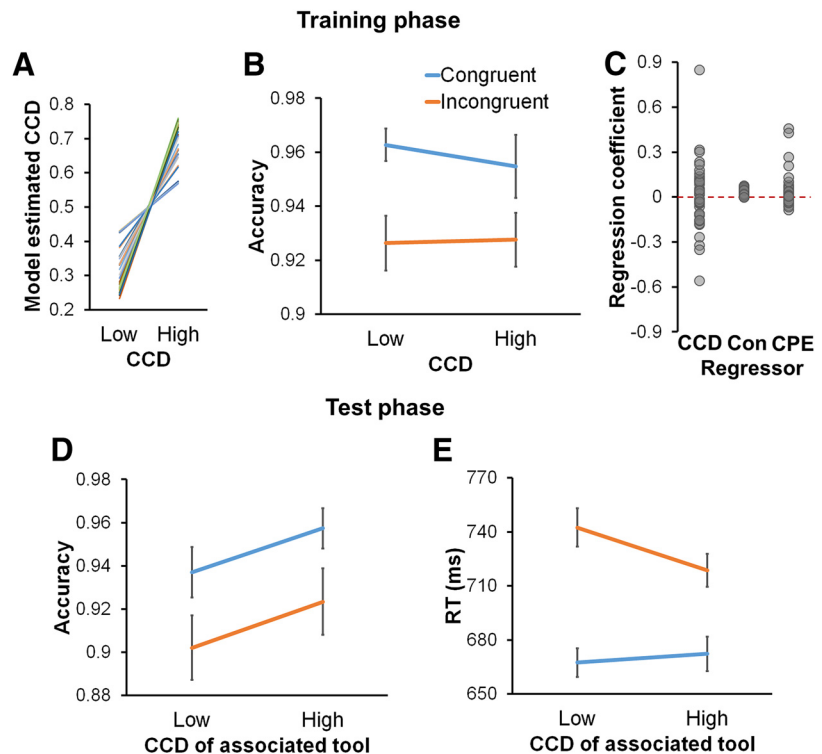 Training phase
A
Model estimated CCD
0.8
0.7
0.6
0.5
0.4
0.3
0.2
Low High
CCD
B
Congruent
Incongruent
Accuracy
0.98
0.96
0.94
0.92
0.9
Low High
CCD
C
Regression coefficient
0.9
0.6
0.3
0
-0.3
-0.6
-0.9
CCD Con CPE
Regressor
Test phase
D
Accuracy
0.98
0.96
0.94
0.92
0.9
0.88
Low High
CCD of associated tool
E
RT (ms)
770
740
710
680
650
Low High
CCD of associated tool